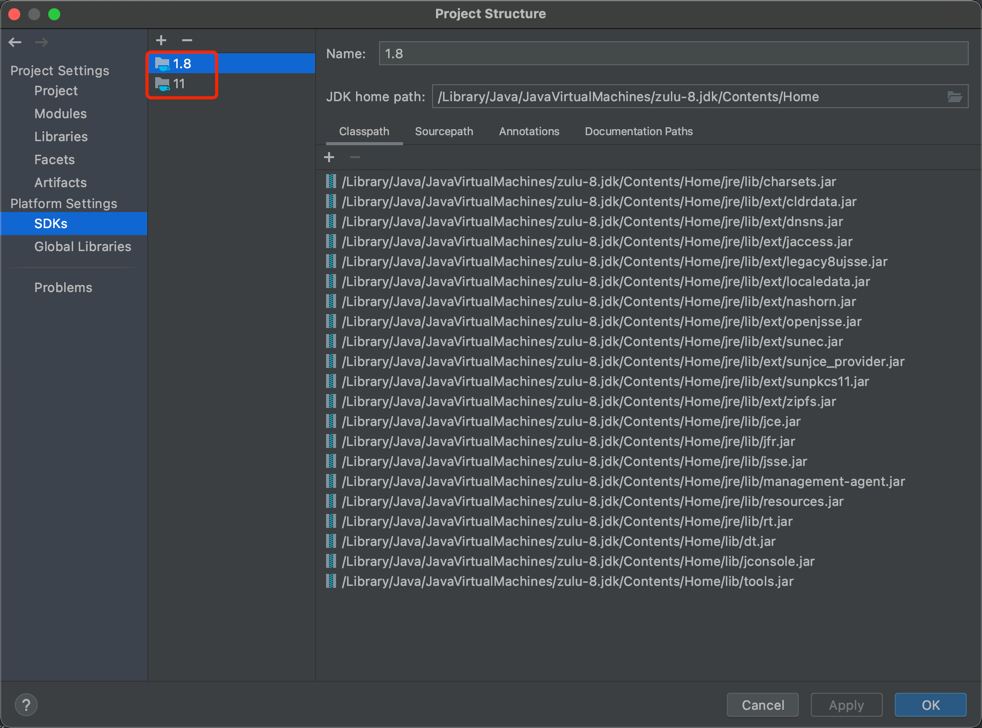 Project Structure
Project Settings
Project
Modules
Libraries
Facets
Artifacts
Platform Settings
SDKs
Global Libraries
Problems
1.8
11
Name: 1.8
JDK home path: /Library/Java/JavaVirtualMachines/zulu-8.jdk/Contents/Home
Classpath Sourcepath Annotations Documentation Paths
/Library/Java/JavaVirtualMachines/zulu-8.jdk/Contents/Home/jre/lib/charsets.jar
/Library/Java/JavaVirtualMachines/zulu-8.jdk/Contents/Home/jre/lib/ext/cldrdata.jar
/Library/Java/JavaVirtualMachines/zulu-8.jdk/Contents/Home/jre/lib/ext/dnsns.jar
/Library/Java/JavaVirtualMachines/zulu-8.jdk/Contents/Home/jre/lib/ext/jaccess.jar
/Library/Java/JavaVirtualMachines/zulu-8.jdk/Contents/Home/jre/lib/ext/legacy8ujsse.jar
/Library/Java/JavaVirtualMachines/zulu-8.jdk/Contents/Home/jre/lib/ext/localedata.jar
/Library/Java/JavaVirtualMachines/zulu-8.jdk/Contents/Home/jre/lib/ext/nashorn.jar
/Library/Java/JavaVirtualMachines/zulu-8.jdk/Contents/Home/jre/lib/ext/openjsse.jar
/Library/Java/JavaVirtualMachines/zulu-8.jdk/Contents/Home/jre/lib/ext/sunec.jar
/Library/Java/JavaVirtualMachines/zulu-8.jdk/Contents/Home/jre/lib/ext/sunjce_provider.jar
/Library/Java/JavaVirtualMachines/zulu-8.jdk/Contents/Home/jre/lib/ext/sunpkcs11.jar
/Library/Java/JavaVirtualMachines/zulu-8.jdk/Contents/Home/jre/lib/ext/zipfs.jar
/Library/Java/JavaVirtualMachines/zulu-8.jdk/Contents/Home/jre/lib/jce.jar
/Library/Java/JavaVirtualMachines/zulu-8.jdk/Contents/Home/jre/lib/jfr.jar
/Library/Java/JavaVirtualMachines/zulu-8.jdk/Contents/Home/jre/lib/jsse.jar
/Library/Java/JavaVirtualMachines/zulu-8.jdk/Contents/Home/jre/lib/management-agent.jar
/Library/Java/JavaVirtualMachines/zulu-8.jdk/Contents/Home/jre/lib/resources.jar
/Library/Java/JavaVirtualMachines/zulu-8.jdk/Contents/Home/jre/lib/rt.jar
/Library/Java/JavaVirtualMachines/zulu-8.jdk/Contents/Home/lib/dt.jar
/Library/Java/JavaVirtualMachines/zulu-8.jdk/Contents/Home/lib/jconsole.jar
/Library/Java/JavaVirtualMachines/zulu-8.jdk/Contents/Home/lib/tools.jar
? Cancel Apply OK